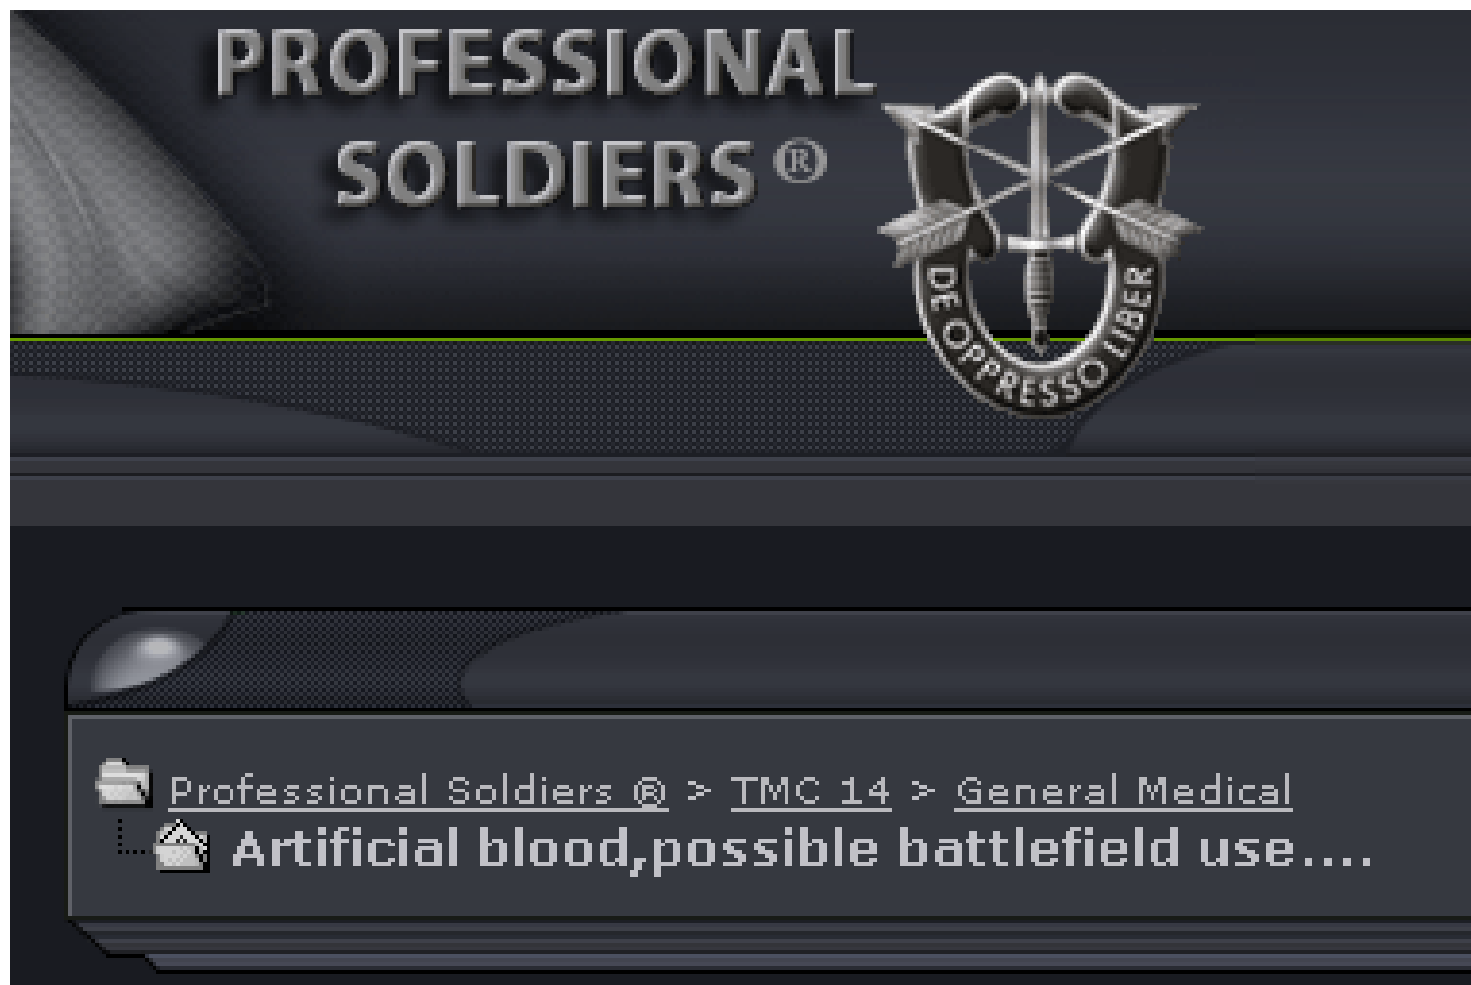 PROFESSIONAL
SOLDIERS ®
DE OPPRESSO LIBER
Professional Soldiers ® > TMC 14 > General Medical
Artificial blood,possible battlefield use....